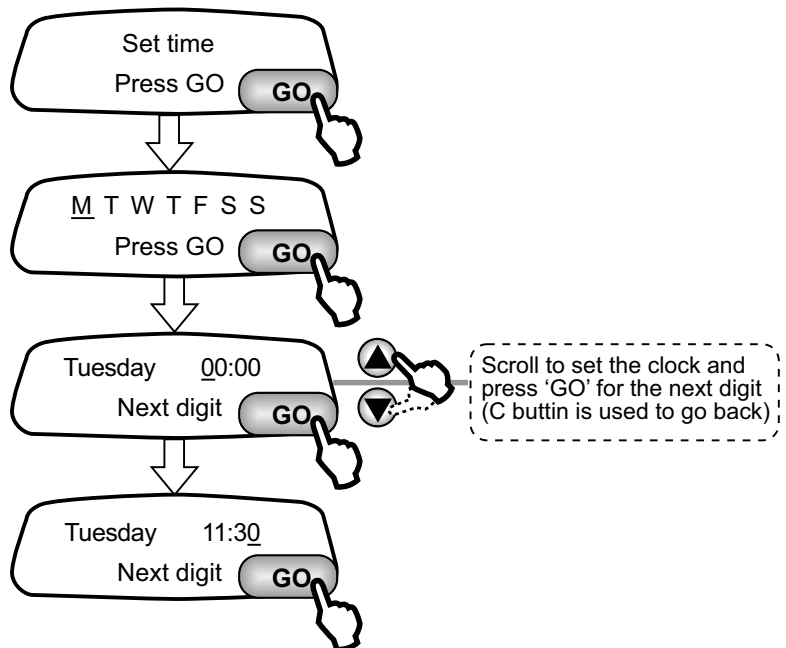 Set time
Press GO GO
M T W T F S S
Press GO GO
Tuesday 00:00
Next digit GO
Scroll to set the clock and
press ‘GO’ for the next digit
(C buttin is used to go back)
Tuesday 11:30
Next digit GO